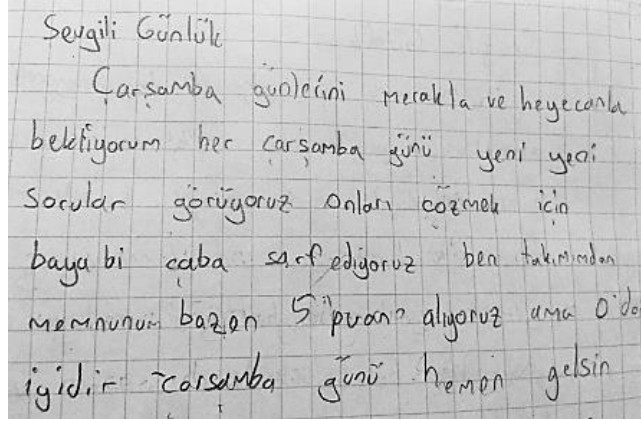 Sevgili Günlük
Çarşamba günlerini merakla ve heyecanla
bekliyorum her çarşamba günü yeni yeni
sorular görüyoruz onları çözmek için
baya bi çaba sarf ediyoruz ben takımımdan
memnunum bazen 5 puan alıyoruz ama o'da
iyidir çarşamba günü hemen gelsin